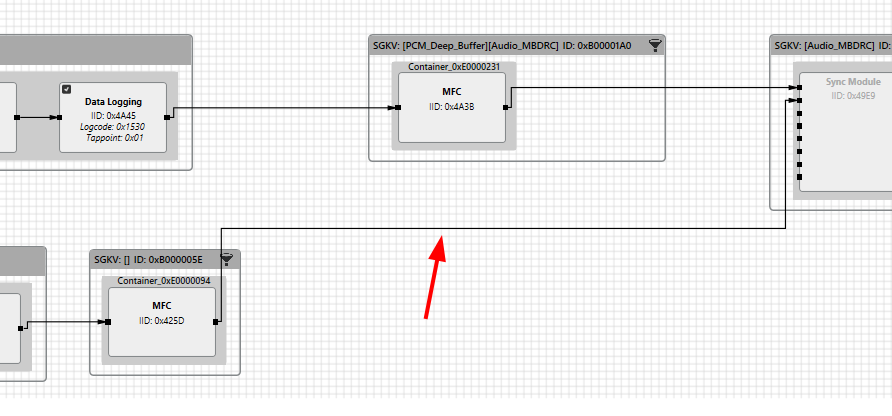 SGKV: [PCM_Deep_Buffer][Audio_MBDRC] ID: 0xB00001A0
SGKV: [Audio_MBDRC] ID:
Container_0xE0000231
MFC
IID: 0x4A3B
Sync Module
IID: 0x49E9
Data Logging
IID: 0x4A45
Logcode: 0x1530
Tappoint: 0x01
SGKV: [] ID: 0xB000005E
Container_0xE0000094
MFC
IID: 0x425D